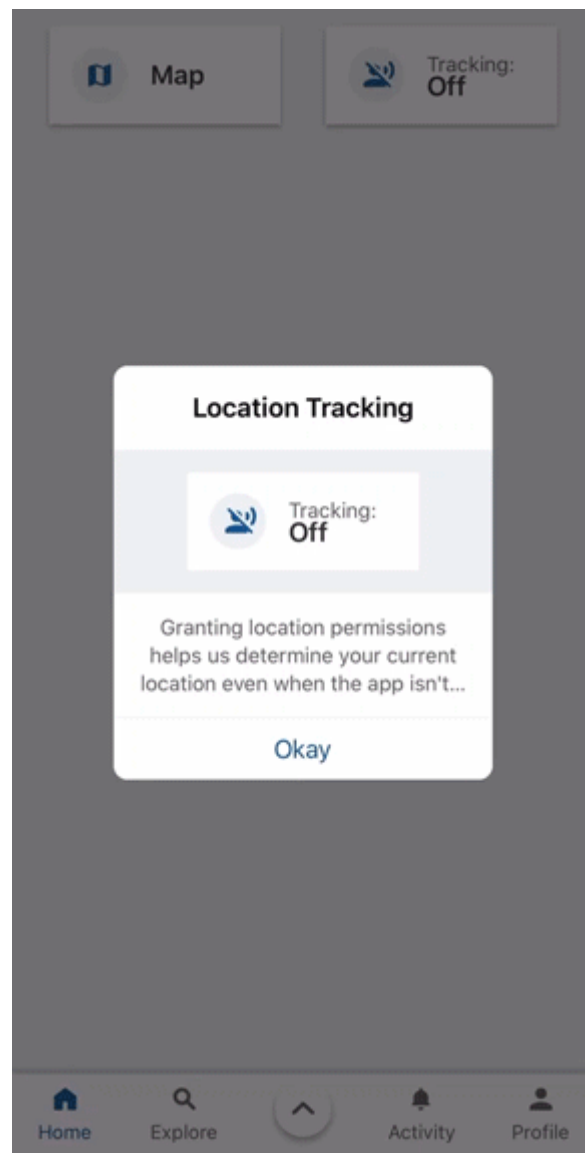 Map
Tracking:
Off
Location Tracking
Tracking:
Off
Granting location permissions
helps us determine your current
location even when the app isn't...
Okay
Home
Explore
Activity
Profile